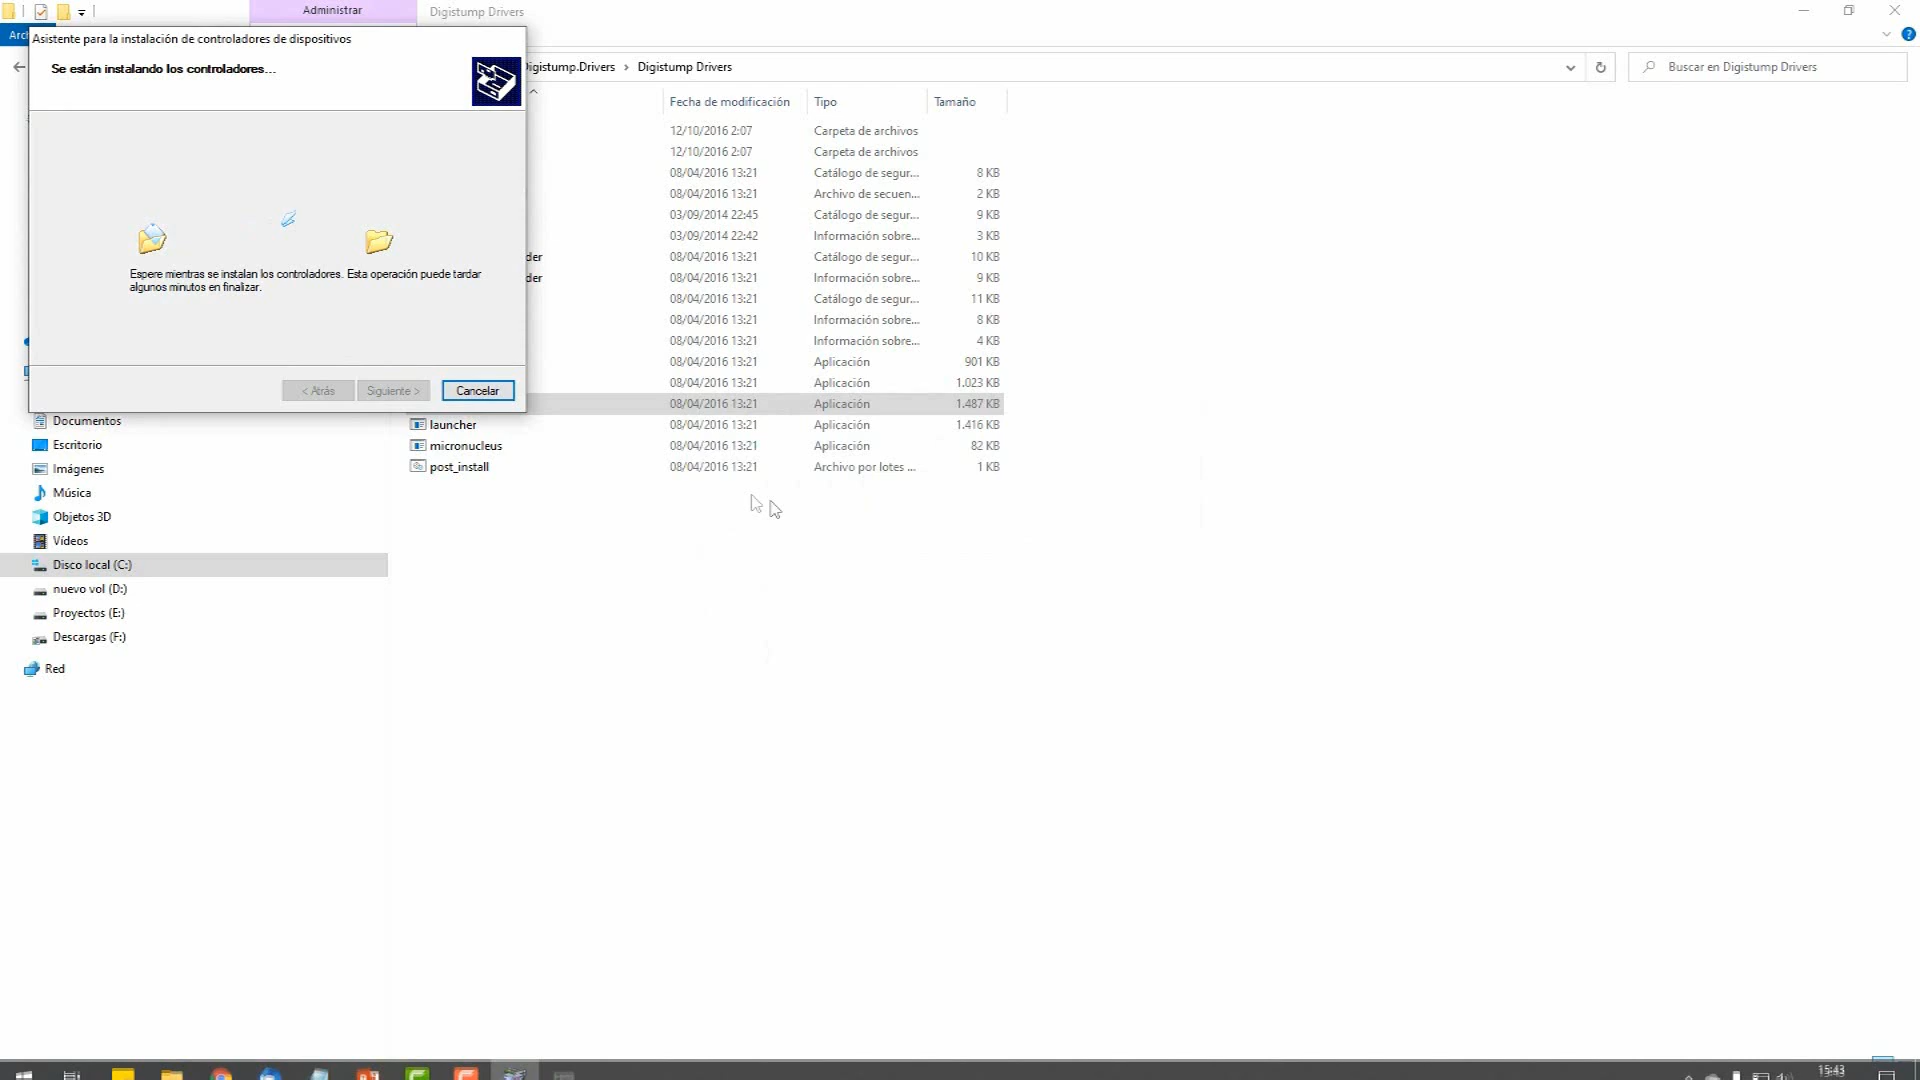 Administrar
Digistump Drivers
Asistente para la instalación de controladores de dispositivos
Se están instalando los controladores...
Digistump.Drivers
Digistump Drivers
Buscar en Digistump Drivers
Fecha de modificación Tipo Tamaño
12/10/2016 2:07 Carpeta de archivos
12/10/2016 2:07 Carpeta de archivos
08/04/2016 13:21 Catálogo de segur... 8 KB
08/04/2016 13:21 Archivo de secuen... 2 KB
03/09/2014 22:45 Catálogo de segur... 9 KB
03/09/2014 22:42 Información sobre... 3 KB
der 08/04/2016 13:21 Catálogo de segur... 10 KB
der 08/04/2016 13:21 Información sobre... 9 KB
08/04/2016 13:21 Catálogo de segur... 11 KB
08/04/2016 13:21 Información sobre... 8 KB
08/04/2016 13:21 Información sobre... 4 KB
08/04/2016 13:21 Aplicación 901 KB
08/04/2016 13:21 Aplicación 1.023 KB
08/04/2016 13:21 Aplicación 1.487 KB
launcher 08/04/2016 13:21 Aplicación 1.416 KB
micronucleus 08/04/2016 13:21 Aplicación 82 KB
post_install 08/04/2016 13:21 Archivo por lotes ... 1 KB
Espere mientras se instalan los controladores. Esta operación puede tardar
algunos minutos en finalizar.
< Atrás Siguiente > Cancelar
Documentos
Escritorio
Imágenes
Música
Objetos 3D
Vídeos
Disco local (C:)
nuevo vol (D:)
Proyectos (E:)
Descargas (F:)
Red
15:43